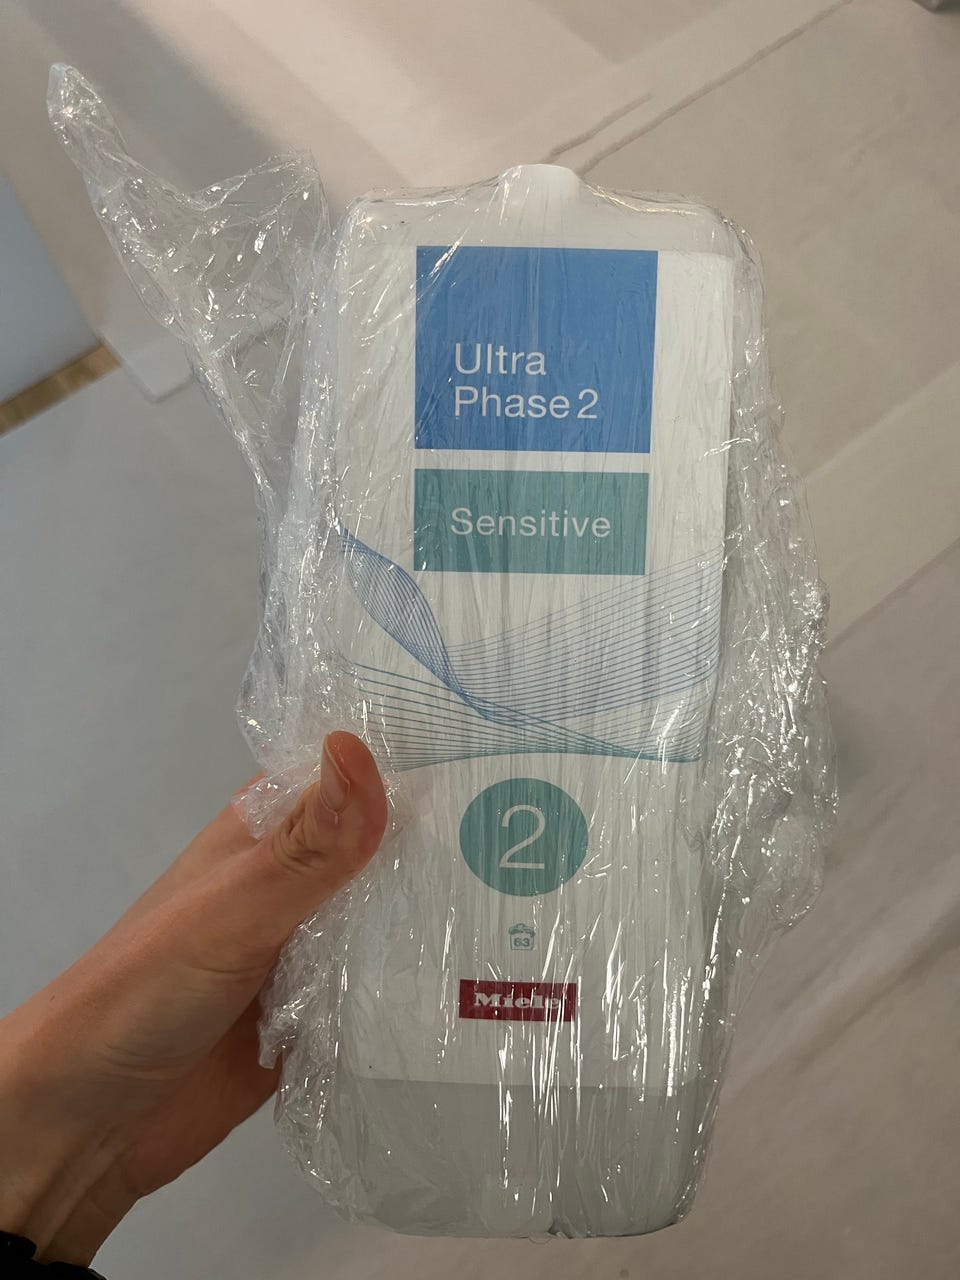 Ultra
Phase 2
Sensitive
2
63
Miele